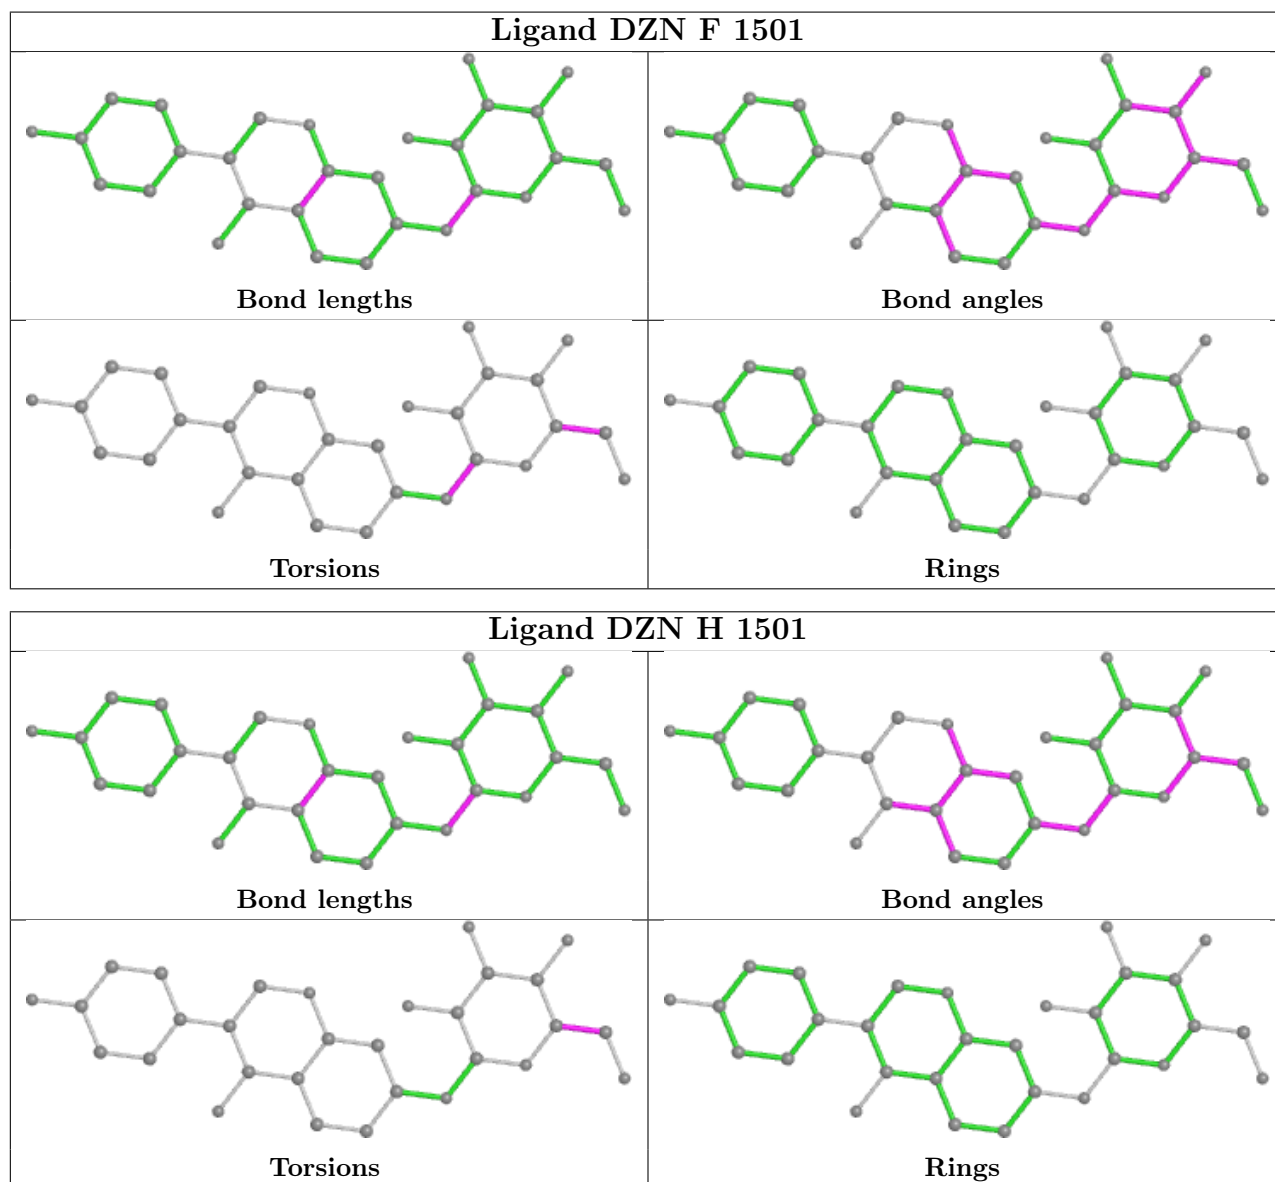 Ligand DZN F 1501
Bond lengths
Bond angles
Torsions
Rings
Ligand DZN H 1501
Bond lengths
Bond angles
Torsions
Rings